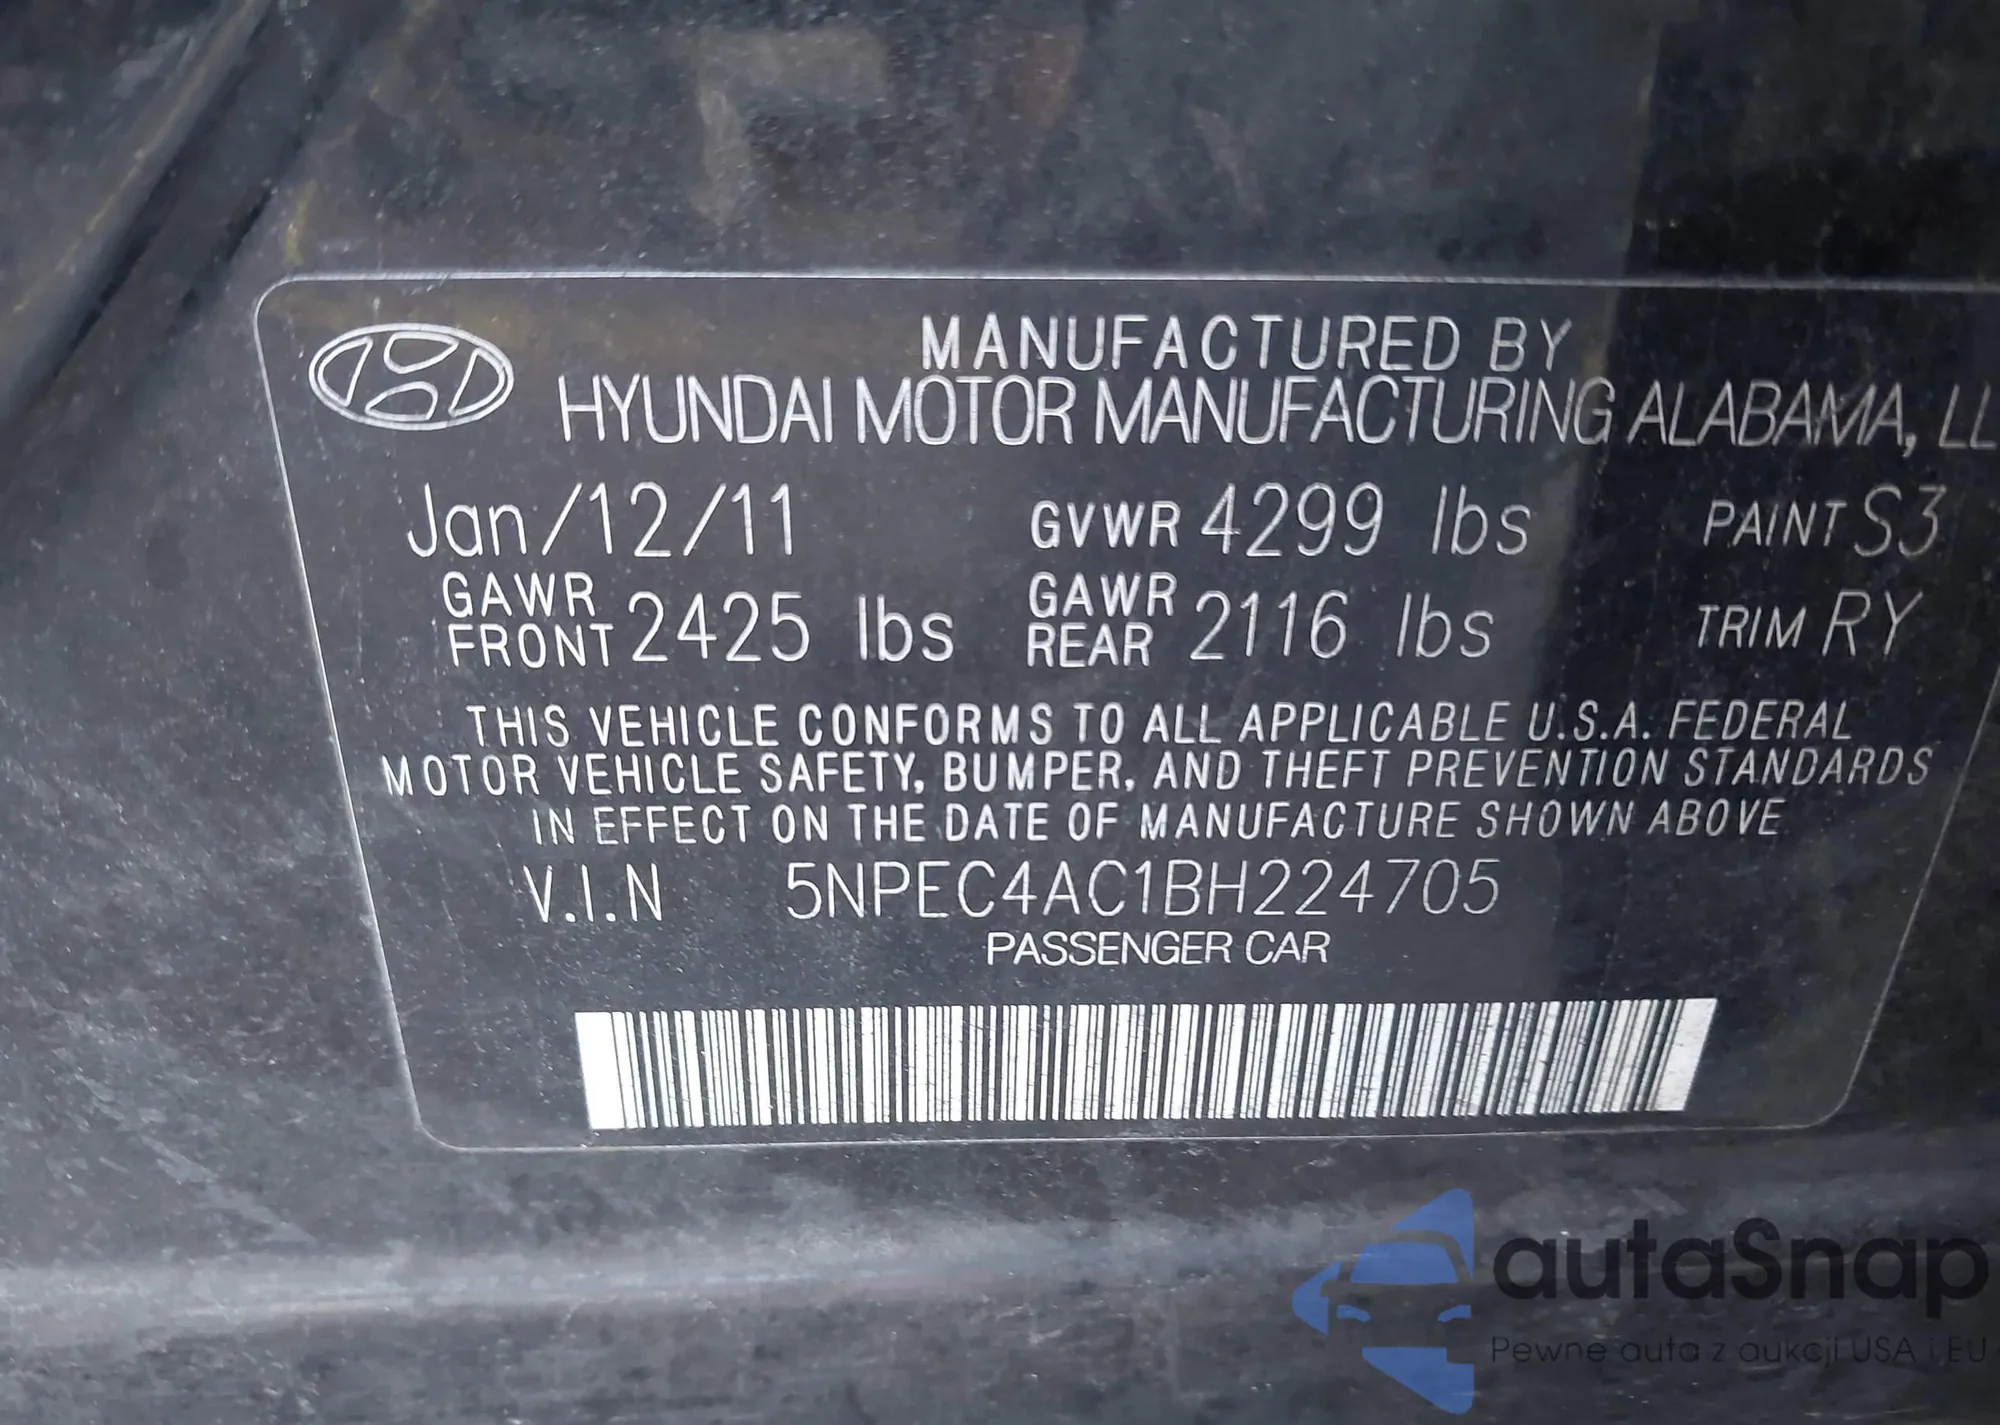 MANUFACTURED BY
HYUNDAI MOTOR MANUFACTURING ALABAMA, LL
Jan/12/11 GVWR 4299 lbs PAINT S3
GAWR FRONT 2425 lbs GAWR REAR 2116 lbs TRIM RY
THIS VEHICLE CONFORMS TO ALL APPLICABLE U.S.A. FEDERAL
MOTOR VEHICLE SAFETY, BUMPER, AND THEFT PREVENTION STANDARDS
IN EFFECT ON THE DATE OF MANUFACTURE SHOWN ABOVE
V.I.N 5NPEC4AC1BH224705
PASSENGER CAR
autaSnap
Pewne auta z aukcji USA i EU